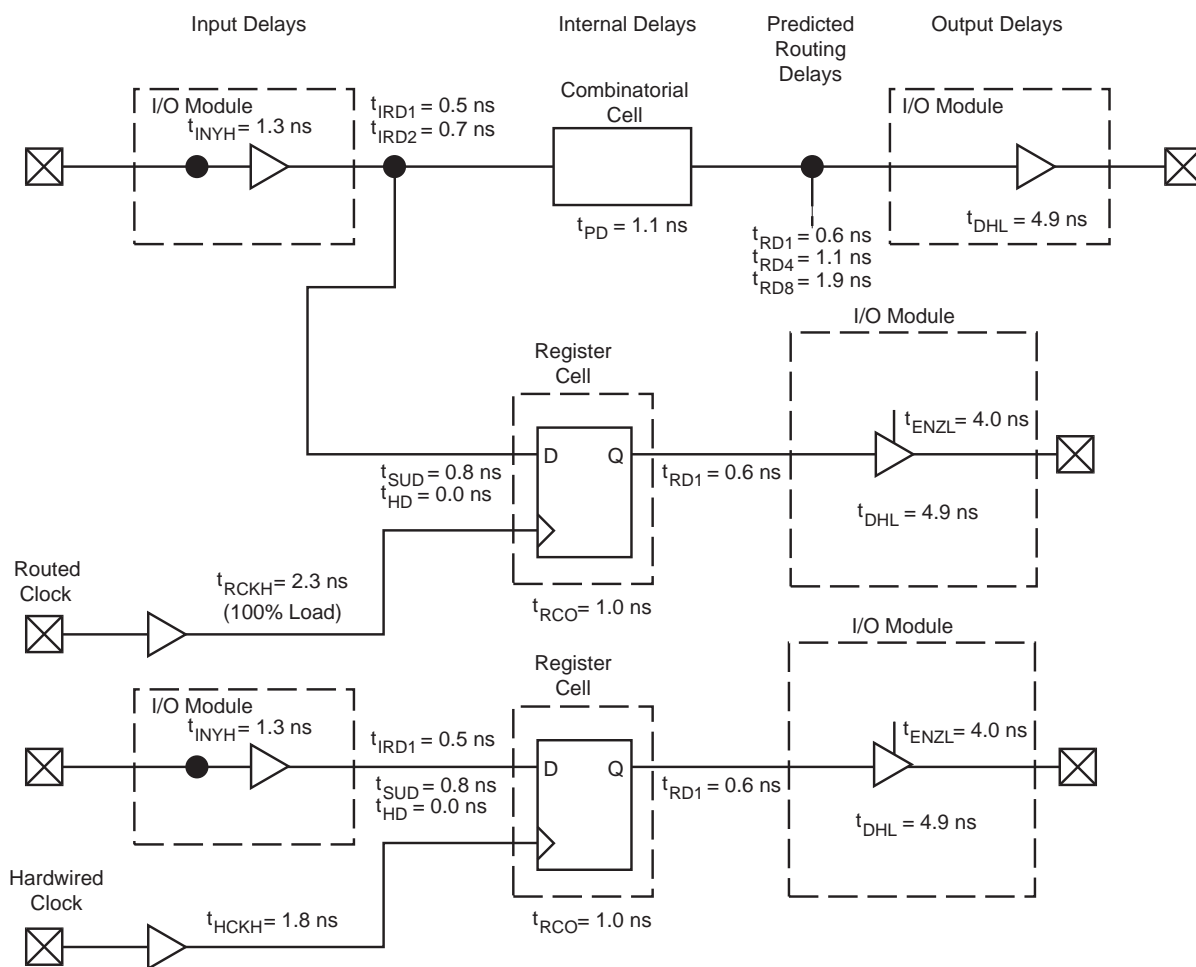 Input Delays
Internal Delays
Predicted
Routing
Delays
Output Delays
I/O Module
tINYH= 1.3 ns
tIRD1 = 0.5 ns
tIRD2 = 0.7 ns
Combinatorial
Cell
tPD = 1.1 ns
tRD1 = 0.6 ns
tRD4 = 1.1 ns
tRD8 = 1.9 ns
I/O Module
tDHL = 4.9 ns
Register
Cell
D
Q
tSUD = 0.8 ns
tHD = 0.0 ns
tRCO= 1.0 ns
tRD1 = 0.6 ns
I/O Module
tENZL= 4.0 ns
tDHL = 4.9 ns
Routed
Clock
tRCKH= 2.3 ns
(100% Load)
I/O Module
tINYH= 1.3 ns
tIRD1 = 0.5 ns
tSUD = 0.8 ns
tHD = 0.0 ns
Register
Cell
D
Q
tRCO= 1.0 ns
tRD1 = 0.6 ns
I/O Module
tENZL= 4.0 ns
tDHL = 4.9 ns
Hardwired
Clock
tHCKH= 1.8 ns